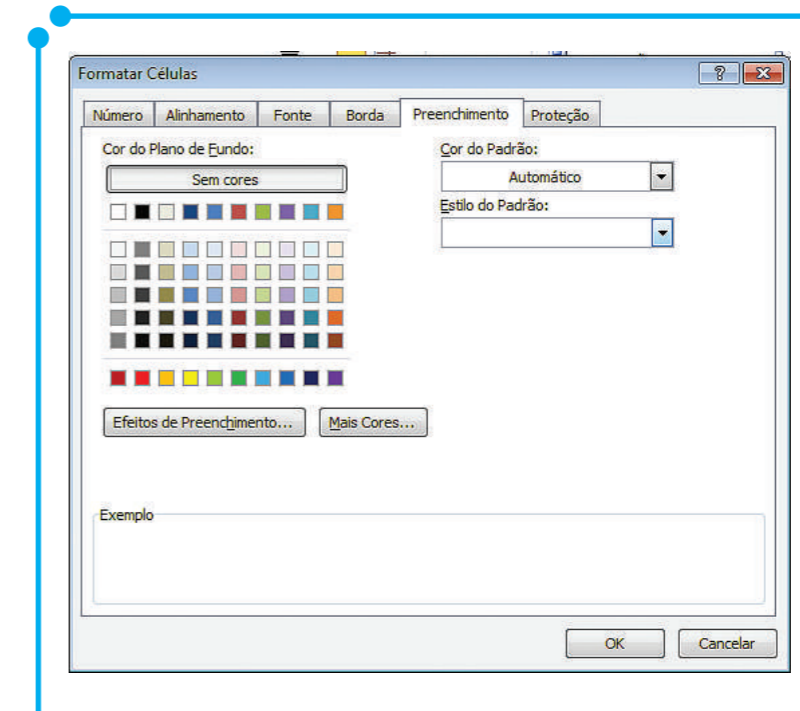 Formatar Células
Número Alinhamento Fonte Borda Preenchimento Proteção
Cor do Plano de Fundo:
Sem cores
Cor do Padrão:
Automático
Estilo do Padrão:
Efeitos de Preenchimento... Mais Cores...
Exemplo
OK Cancelar